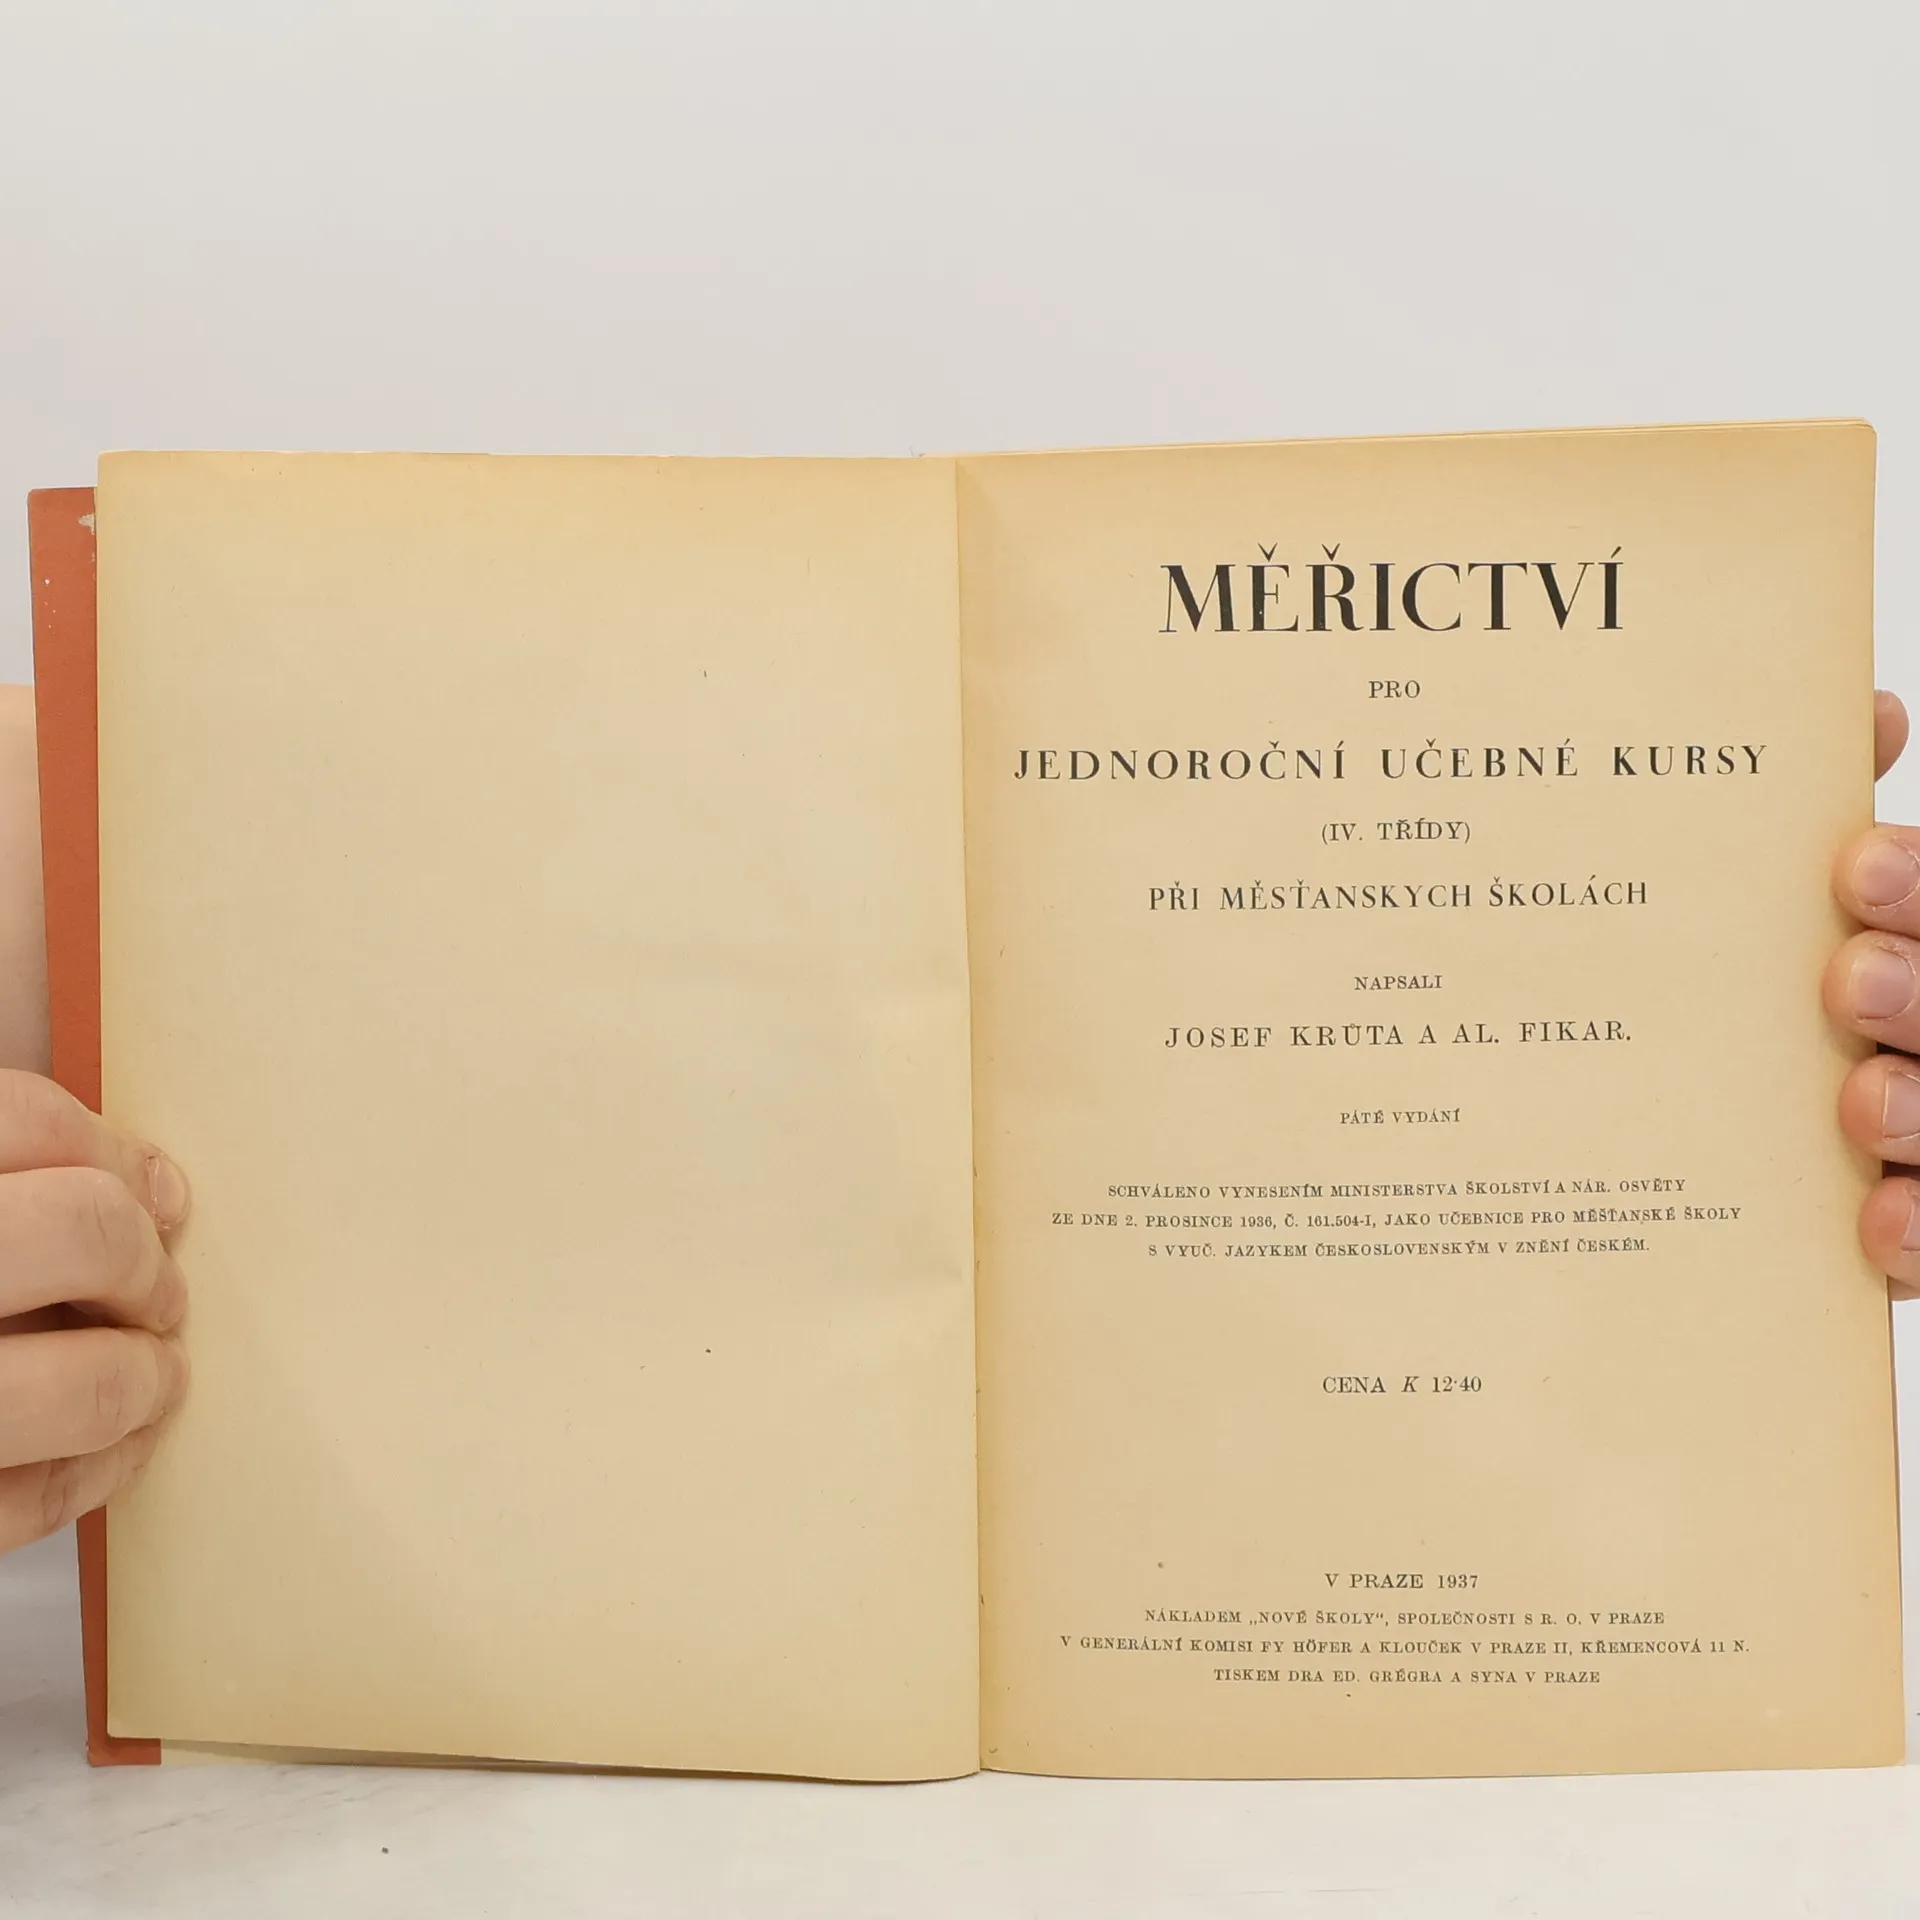 MĚŘICTVÍ
PRO
JEDNOROČNÍ UČEBNÉ KURSY
(IV. TŘÍDY)
PŘI MĚSŤANSKYCH ŠKOLÁCH
NAPSALI
JOSEF KRŮTA A AL. FIKAR.
PÁTÉ VYDÁNÍ
SCHVÁLENO VYNESENÍM MINISTERSTVA ŠKOLSTVÍ A NÁR. OSVĚTY
ZE DNE 2. PROSINCE 1936, Č. 161.504-I, JAKO UČEBNICE PRO MĚŠŤANSKÉ ŠKOLY
S VYUČ. JAZYKEM ČESKOSLOVENSKÝM V ZNĚNÍ ČESKÉM.
CENA K 12·40
V PRAZE 1937
NÁKLADEM „NOVÉ ŠKOLY“, SPOLEČNOSTI S R. O. V PRAZE
V GENERÁLNÍ KOMISI FY HÖFER A KLOUČEK V PRAZE II, KŘEMENCOVÁ 11 N.
TISKEM DRA ED. GRÉGRA A SYNA V PRAZE